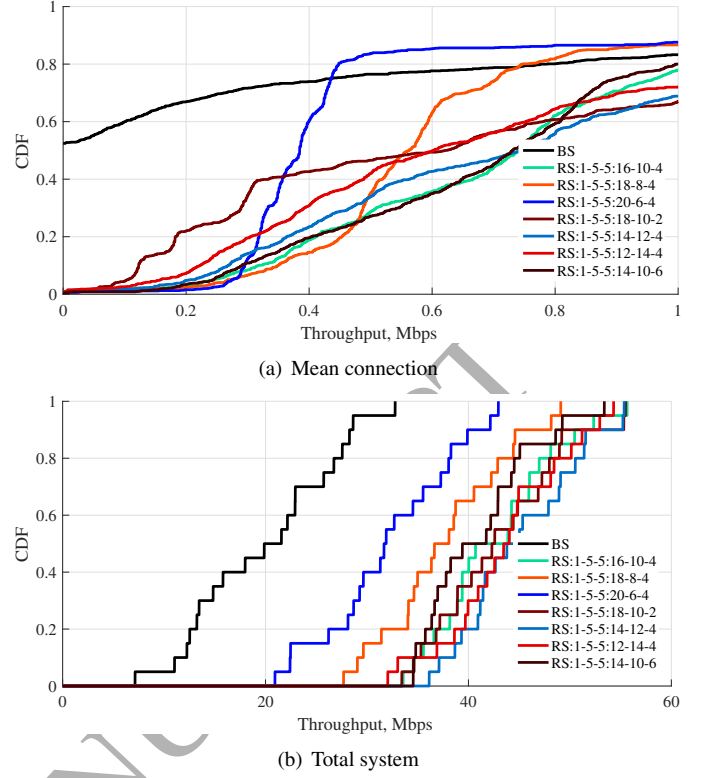 1
0.8
0.6
0.4
0.2
0
CDF
BS
RS:1-5-5:16-10-4
RS:1-5-5:18-8-4
RS:1-5-5:20-6-4
RS:1-5-5:18-10-2
RS:1-5-5:14-12-4
RS:1-5-5:12-14-4
RS:1-5-5:14-10-6
0 0.2 0.4 0.6 0.8 1
Throughput, Mbps
(a) Mean connection
1
0.8
0.6
0.4
0.2
0
CDF
BS
RS:1-5-5:16-10-4
RS:1-5-5:18-8-4
RS:1-5-5:20-6-4
RS:1-5-5:18-10-2
RS:1-5-5:14-12-4
RS:1-5-5:12-14-4
RS:1-5-5:14-10-6
0 20 40 60
Throughput, Mbps
(b) Total system